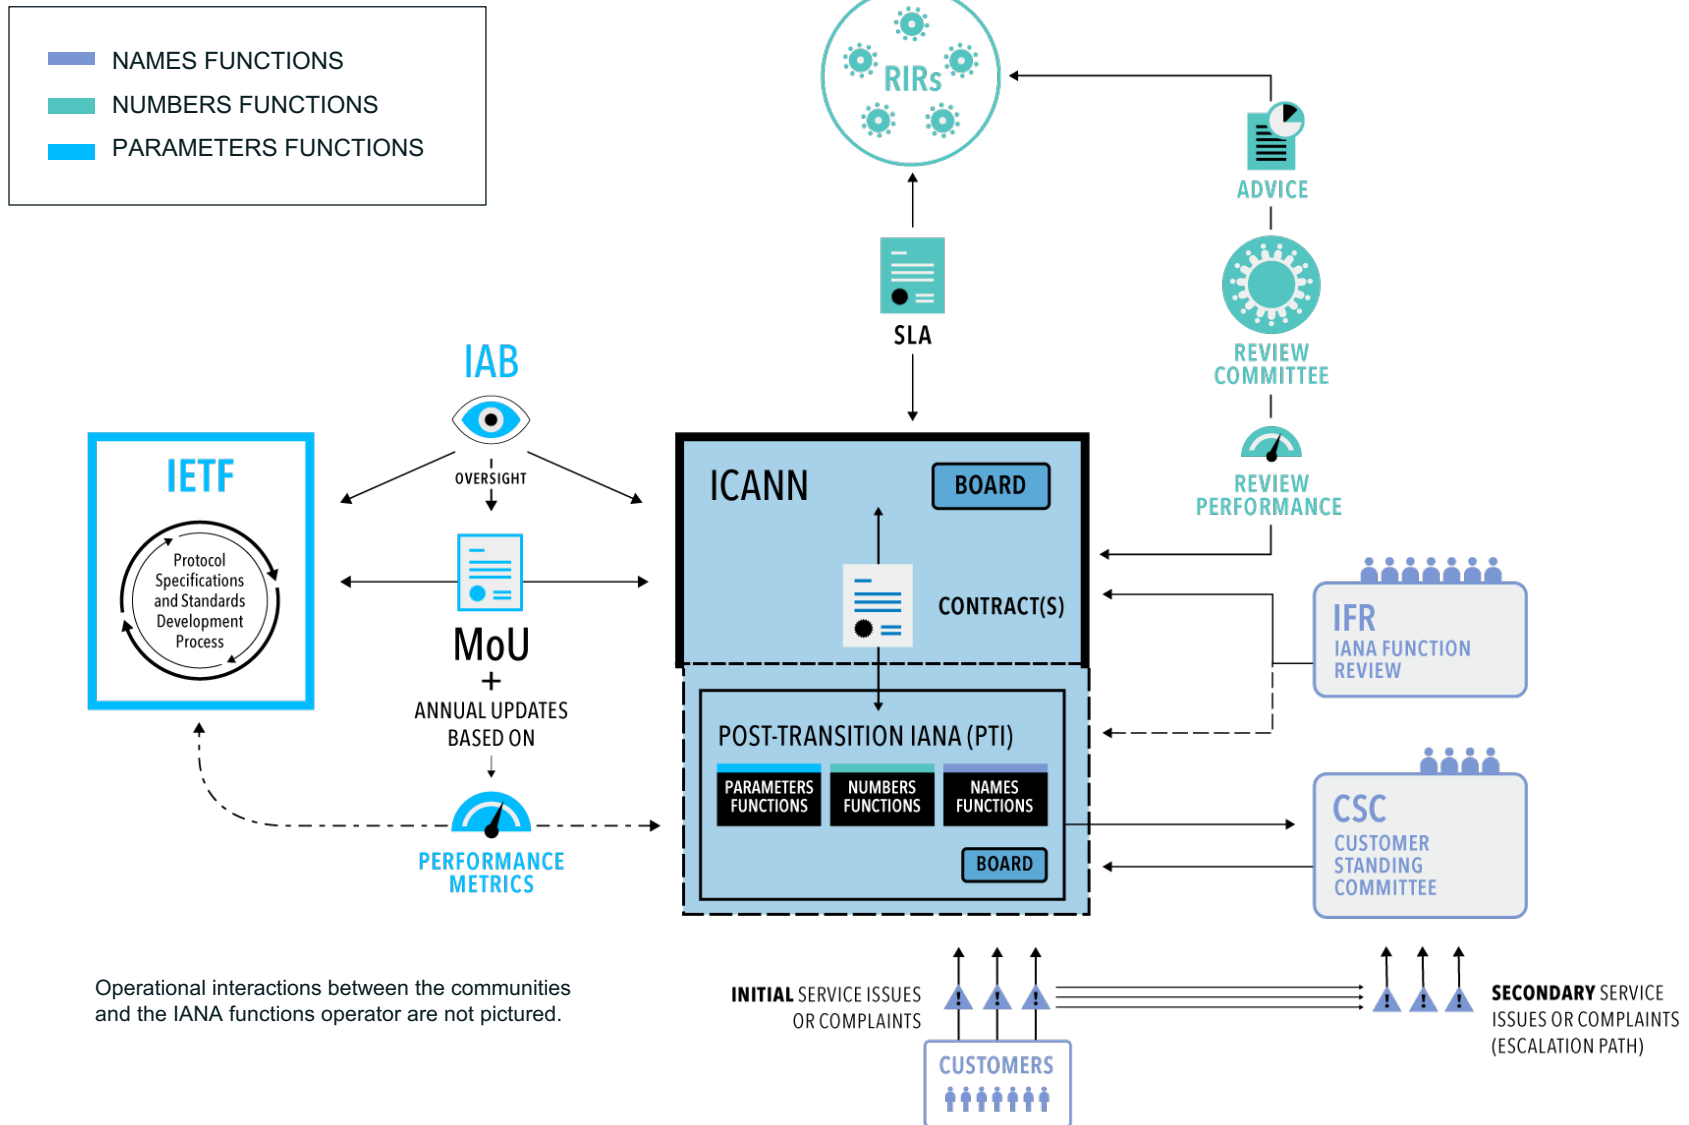 NAMES FUNCTIONS
NUMBERS FUNCTIONS
PARAMETERS FUNCTIONS
RIRs
ADVICE
REVIEW
COMMITTEE
REVIEW
PERFORMANCE
SLA
IAB
OVERSIGHT
IETF
Protocol
Specifications
and Standards
Development
Process
MoU
+
ANNUAL UPDATES
BASED ON
PERFORMANCE
METRICS
ICANN
BOARD
CONTRACT(S)
POST-TRANSITION IANA (PTI)
PARAMETERS
FUNCTIONS
NUMBERS
FUNCTIONS
NAMES
FUNCTIONS
BOARD
IFR
IANA FUNCTION
REVIEW
CSC
CUSTOMER
STANDING
COMMITTEE
Operational interactions between the communities
and the IANA functions operator are not pictured.
INITIAL SERVICE ISSUES
OR COMPLAINTS
! ! !
! ! !
SECONDARY SERVICE
ISSUES OR COMPLAINTS
(ESCALATION PATH)
CUSTOMERS